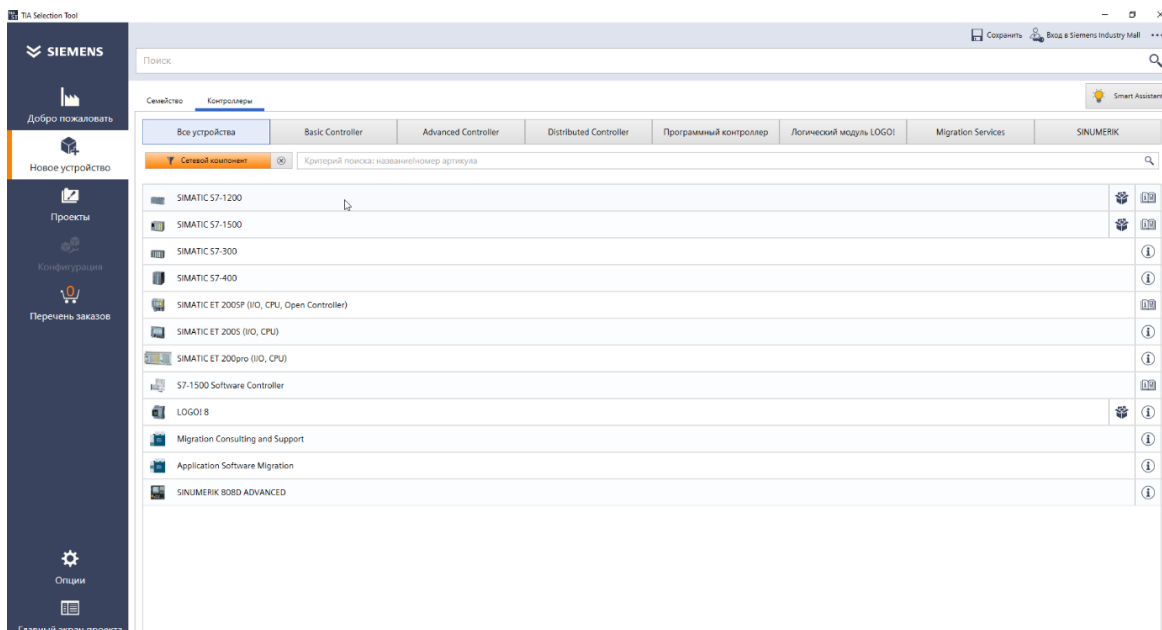 TIA Selection Tool
SIEMENS
Сохранить Вход в Siemens Industry Mall
Поиск
Семейство Контроллеры
Smart Assistant
Добро пожаловать
Новое устройство
Проекты
Конфигурация
0
Перечень заказов
Опции
Главный экран проекта
Все устройства Basic Controller Advanced Controller Distributed Controller Программный контроллер Логический модуль LOGO! Migration Services SINUMERIK
Сетевой компонент Критерий поиска: название/номер артикула
SIMATIC S7-1200
SIMATIC S7-1500
SIMATIC S7-300
SIMATIC S7-400
SIMATIC ET 200SP (I/O, CPU, Open Controller)
SIMATIC ET 200S (I/O, CPU)
SIMATIC ET 200pro (I/O, CPU)
S7-1500 Software Controller
LOGO! 8
Migration Consulting and Support
Application Software Migration
SINUMERIK 808D ADVANCED